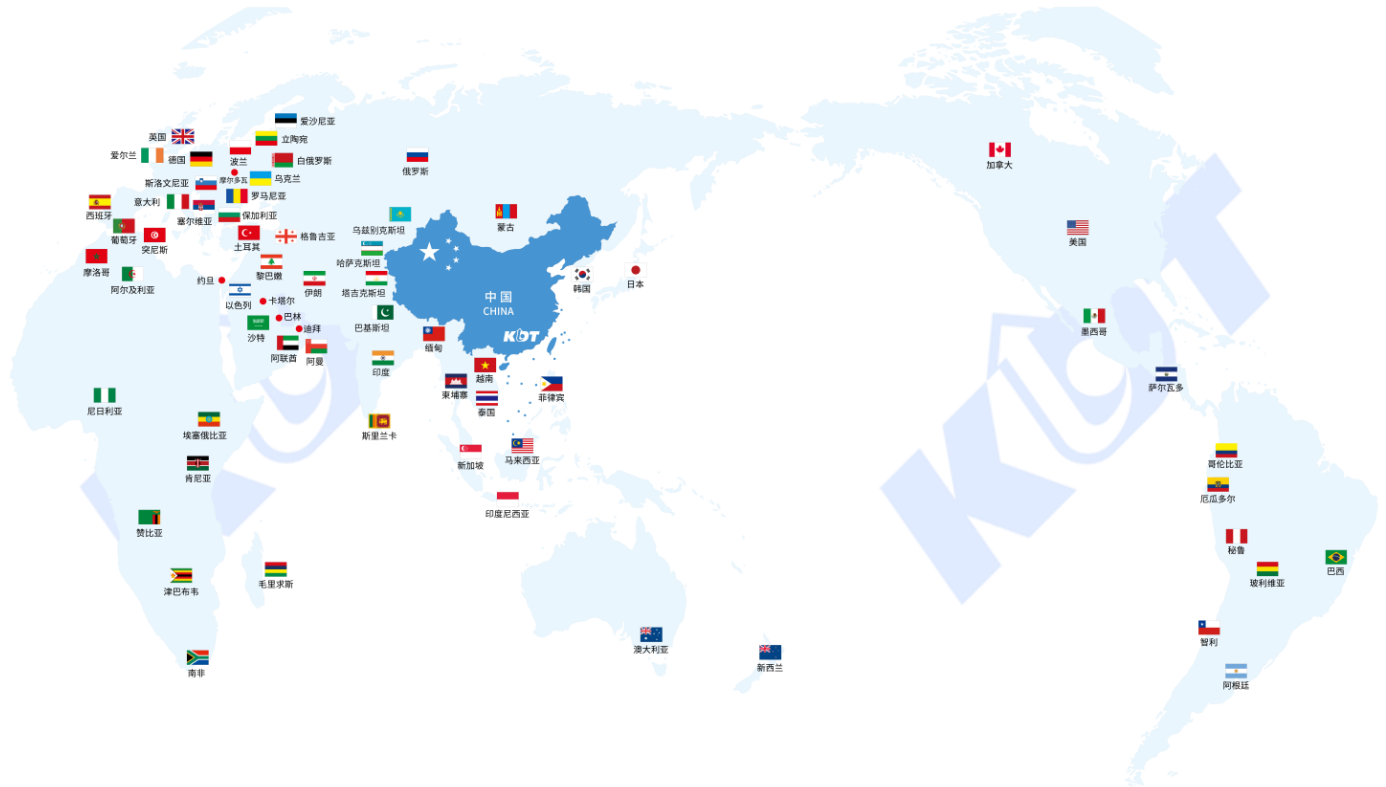 爱沙尼亚
英国
立陶宛
爱尔兰
德国
波兰
白俄罗斯
俄罗斯
加拿大
斯洛文尼亚
摩尔多瓦
乌克兰
西班牙
意大利
罗马尼亚
塞尔维亚
保加利亚
乌兹别克斯坦
蒙古
美国
葡萄牙
突尼斯
土耳其
格鲁吉亚
哈萨克斯坦
摩洛哥
阿尔及利亚
黎巴嫩
约旦
以色列
伊朗
塔吉克斯坦
韩国
日本
中国
CHINA
KDT
卡塔尔
巴林
迪拜
沙特
阿联酋
阿曼
巴基斯坦
缅甸
印度
墨西哥
越南
柬埔寨
泰国
菲律宾
萨尔瓦多
尼日利亚
埃塞俄比亚
斯里兰卡
肯尼亚
新加坡
马来西亚
哥伦比亚
厄瓜多尔
印度尼西亚
赞比亚
秘鲁
津巴布韦
毛里求斯
玻利维亚
巴西
南非
澳大利亚
新西兰
智利
阿根廷
KDT
KDT